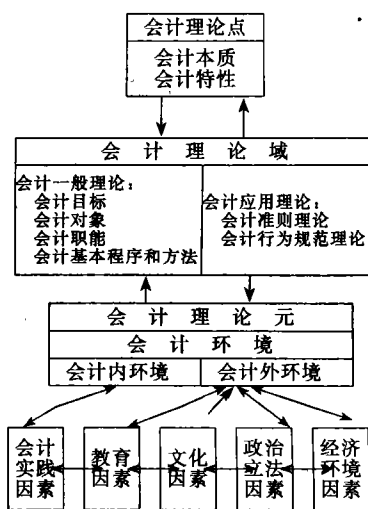 会计理论点
会计本质
会计特性
会计理论域
会计一般理论：
会计目标
会计对象
会计职能
会计基本程序和方法
会计应用理论：
会计准则理论
会计行为规范理论
会计理论元
会计环境
会计内环境
会计外环境
会计
实践
因素
教育
因素
文化
因素
政治
立法
因素
经济
环境
因素